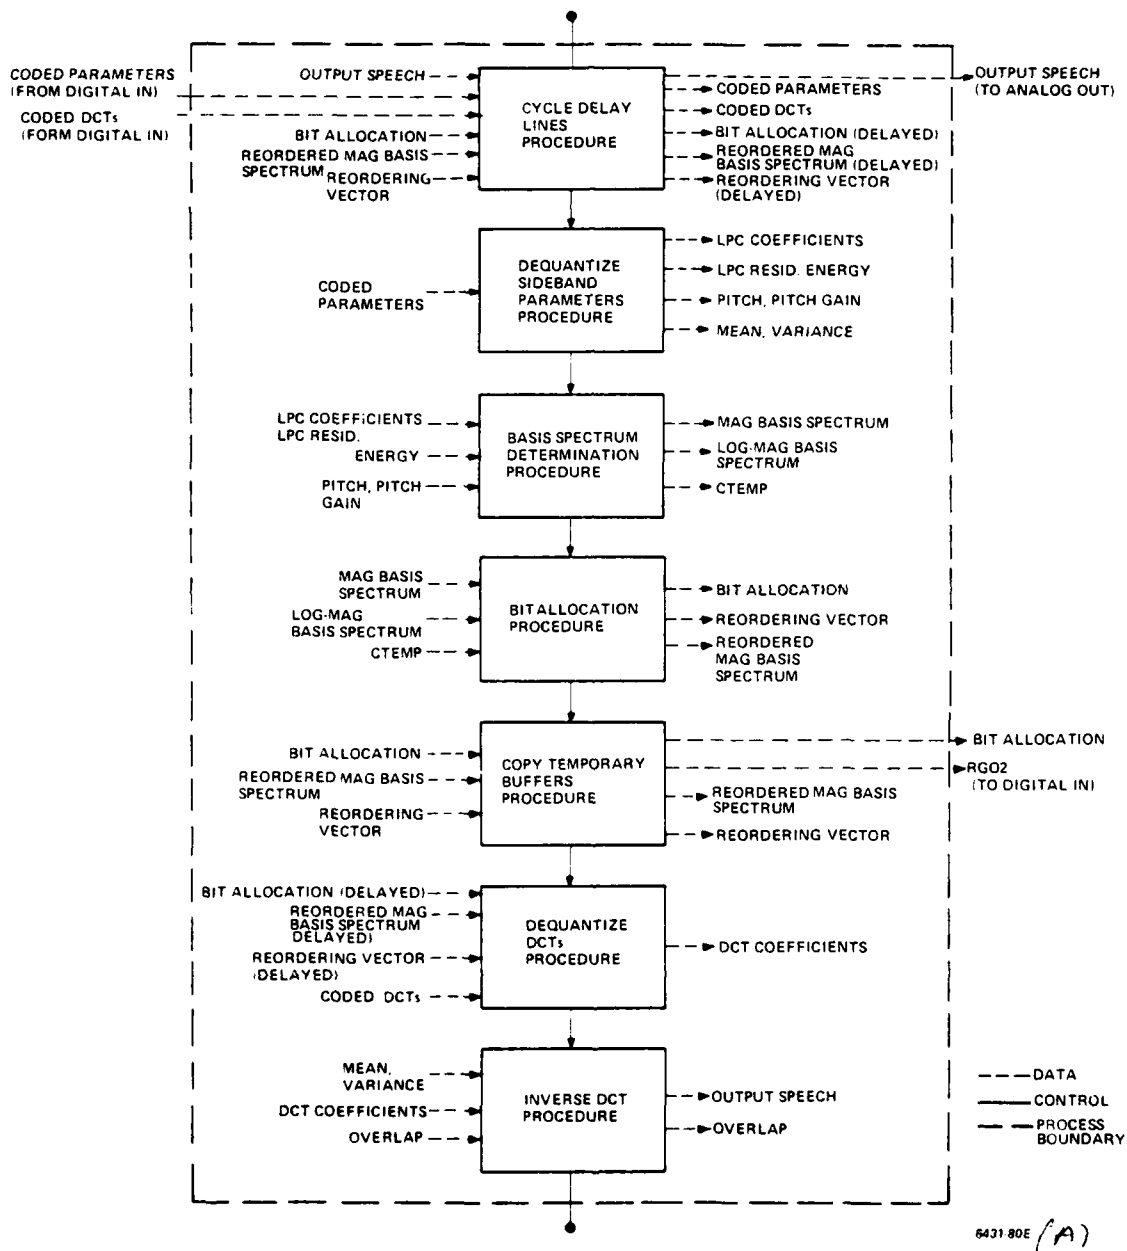 CODED PARAMETERS
(FROM DIGITAL IN)
CODED DCTs
(FORM DIGITAL IN)
OUTPUT SPEECH
BIT ALLOCATION
REORDERED MAG BASIS
SPECTRUM
REORDERING
VECTOR
CYCLE DELAY
LINES
PROCEDURE
OUTPUT SPEECH
(TO ANALOG OUT)
CODED PARAMETERS
CODED DCTs
BIT ALLOCATION (DELAYED)
REORDERED MAG
BASIS SPECTRUM (DELAYED)
REORDERING VECTOR
(DELAYED)
CODED
PARAMETERS
DEQUANTIZE
SIDEBAND
PARAMETERS
PROCEDURE
LPC COEFFICIENTS
LPC RESID. ENERGY
PITCH, PITCH GAIN
MEAN, VARIANCE
LPC COEFFICIENTS
LPC RESID.
ENERGY
PITCH, PITCH
GAIN
BASIS SPECTRUM
DETERMINATION
PROCEDURE
MAG BASIS SPECTRUM
LOG-MAG BASIS
SPECTRUM
CTEMP
MAG BASIS
SPECTRUM
LOG-MAG
BASIS SPECTRUM
CTEMP
BIT ALLOCATION
PROCEDURE
BIT ALLOCATION
REORDERING VECTOR
REORDERED
MAG BASIS
SPECTRUM
BIT ALLOCATION
REORDERED MAG BASIS
SPECTRUM
REORDERING
VECTOR
COPY TEMPORARY
BUFFERS
PROCEDURE
BIT ALLOCATION
RGO2
(TO DIGITAL IN)
REORDERED MAG BASIS
SPECTRUM
REORDERING VECTOR
BIT ALLOCATION (DELAYED)
REORDERED MAG
BASIS SPECTRUM
DELAYED)
REORDERING VECTOR
(DELAYED)
CODED DCTs
DEQUANTIZE
DCTs
PROCEDURE
DCT COEFFICIENTS
MEAN,
VARIANCE
DCT COEFFICIENTS
OVERLAP
INVERSE DCT
PROCEDURE
OUTPUT SPEECH
OVERLAP
DATA
CONTROL
PROCESS
BOUNDARY
6431-80E (A)